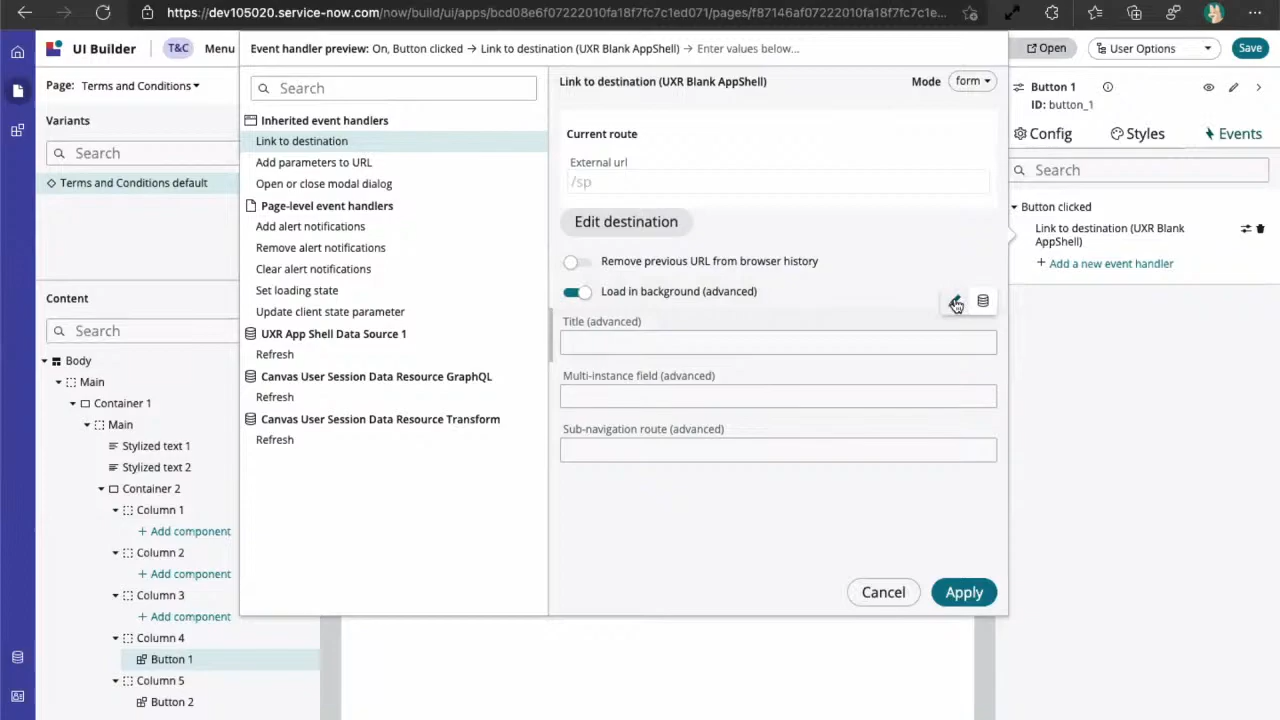 https://dev105020.service-now.com/now/build/ui/apps/bcd08e6f07222010fa18f7fc7c1ed071/pages/f87146af07222010fa18f7fc7c1e...
UI Builder
T&C
Menu
Event handler preview: On, Button clicked → Link to destination (UXR Blank AppShell) → Enter values below...
Open
User Options
Save
Page: Terms and Conditions
Variants
Search
Terms and Conditions default
Content
Search
Body
Main
Container 1
Main
Stylized text 1
Stylized text 2
Container 2
Column 1
+ Add component
Column 2
+ Add component
Column 3
+ Add component
Column 4
Button 1
Column 5
Button 2
Search
Inherited event handlers
Link to destination
Add parameters to URL
Open or close modal dialog
Page-level event handlers
Add alert notifications
Remove alert notifications
Clear alert notifications
Set loading state
Update client state parameter
UXR App Shell Data Source 1
Refresh
Canvas User Session Data Resource GraphQL
Refresh
Canvas User Session Data Resource Transform
Refresh
Link to destination (UXR Blank AppShell)
Mode
form
Current route
External url
/sp
Edit destination
Remove previous URL from browser history
Load in background (advanced)
Title (advanced)
Multi-instance field (advanced)
Sub-navigation route (advanced)
Cancel
Apply
Button 1
ID: button_1
Config
Styles
Events
Search
Button clicked
Link to destination (UXR Blank
AppShell)
+ Add a new event handler